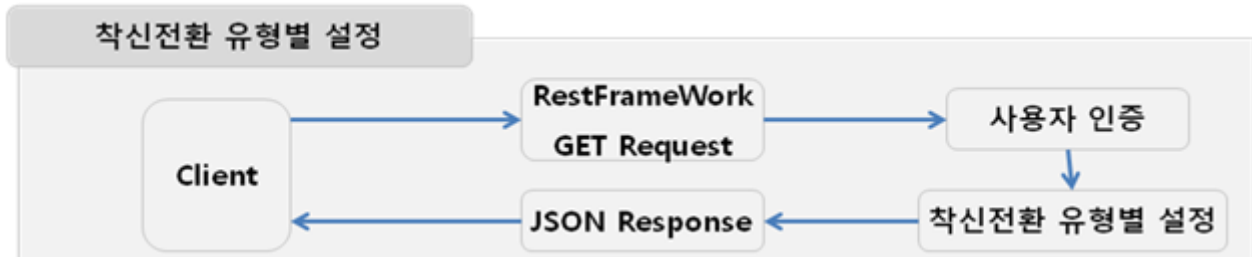 착신전환 유형별 설정
RestFrameWork
GET Request
사용자 인증
Client
JSON Response
착신전환 유형별 설정